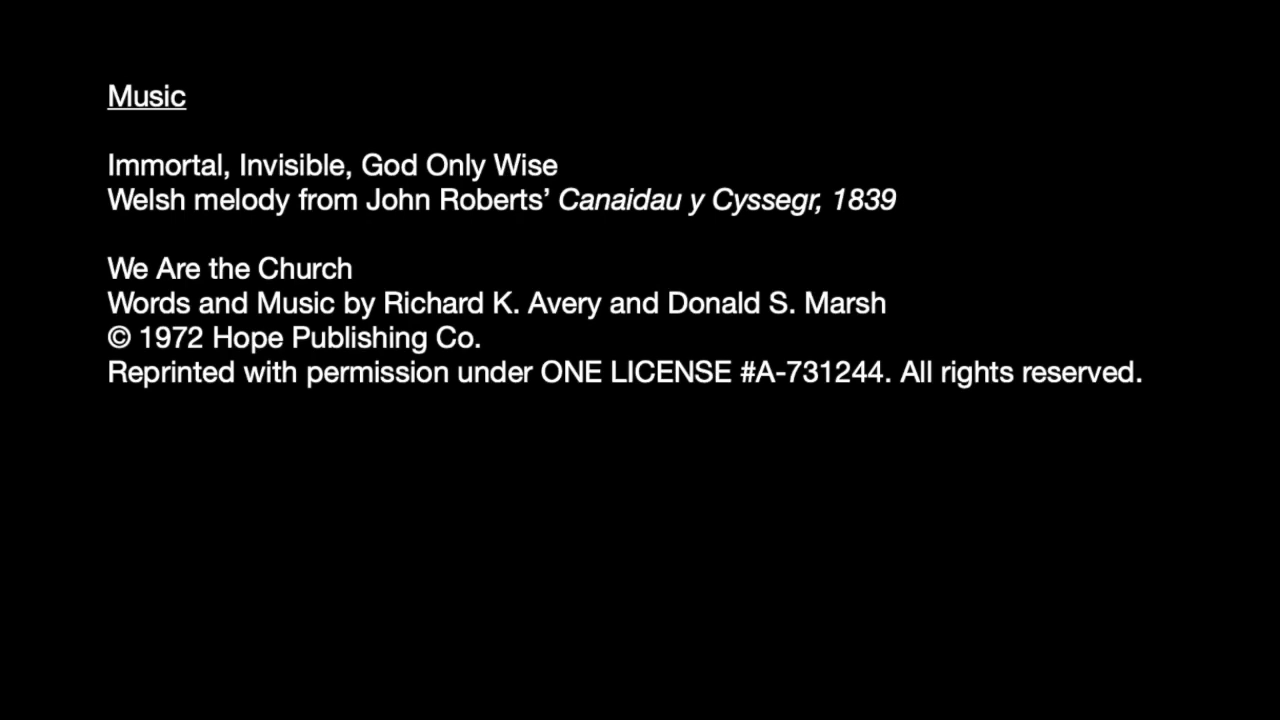 Music
Immortal, Invisible, God Only Wise
Welsh melody from John Roberts’ Canaidau y Cyssegr, 1839
We Are the Church
Words and Music by Richard K. Avery and Donald S. Marsh
© 1972 Hope Publishing Co.
Reprinted with permission under ONE LICENSE #A-731244. All rights reserved.